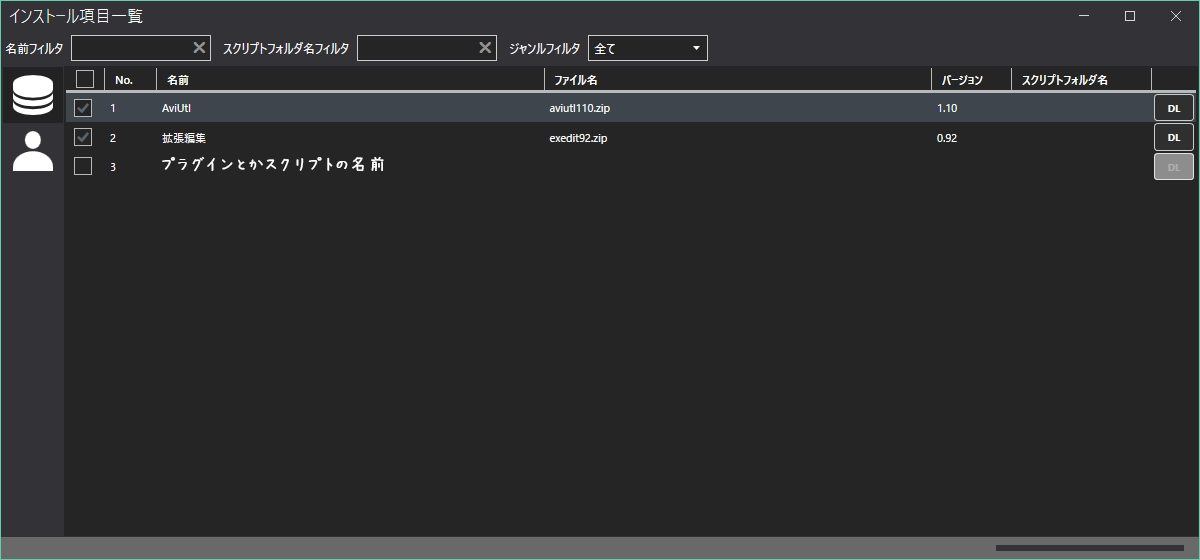 インストール項目一覧
名前フィルタ スクリプトフォルダ名フィルタ ジャンルフィルタ 全て
No. 名前 ファイル名 バージョン スクリプトフォルダ名
1 AviUtl aviutl110.zip 1.10 DL
2 拡張編集 exedit92.zip 0.92 DL
3 プラグインとかスクリプトの名前 DL